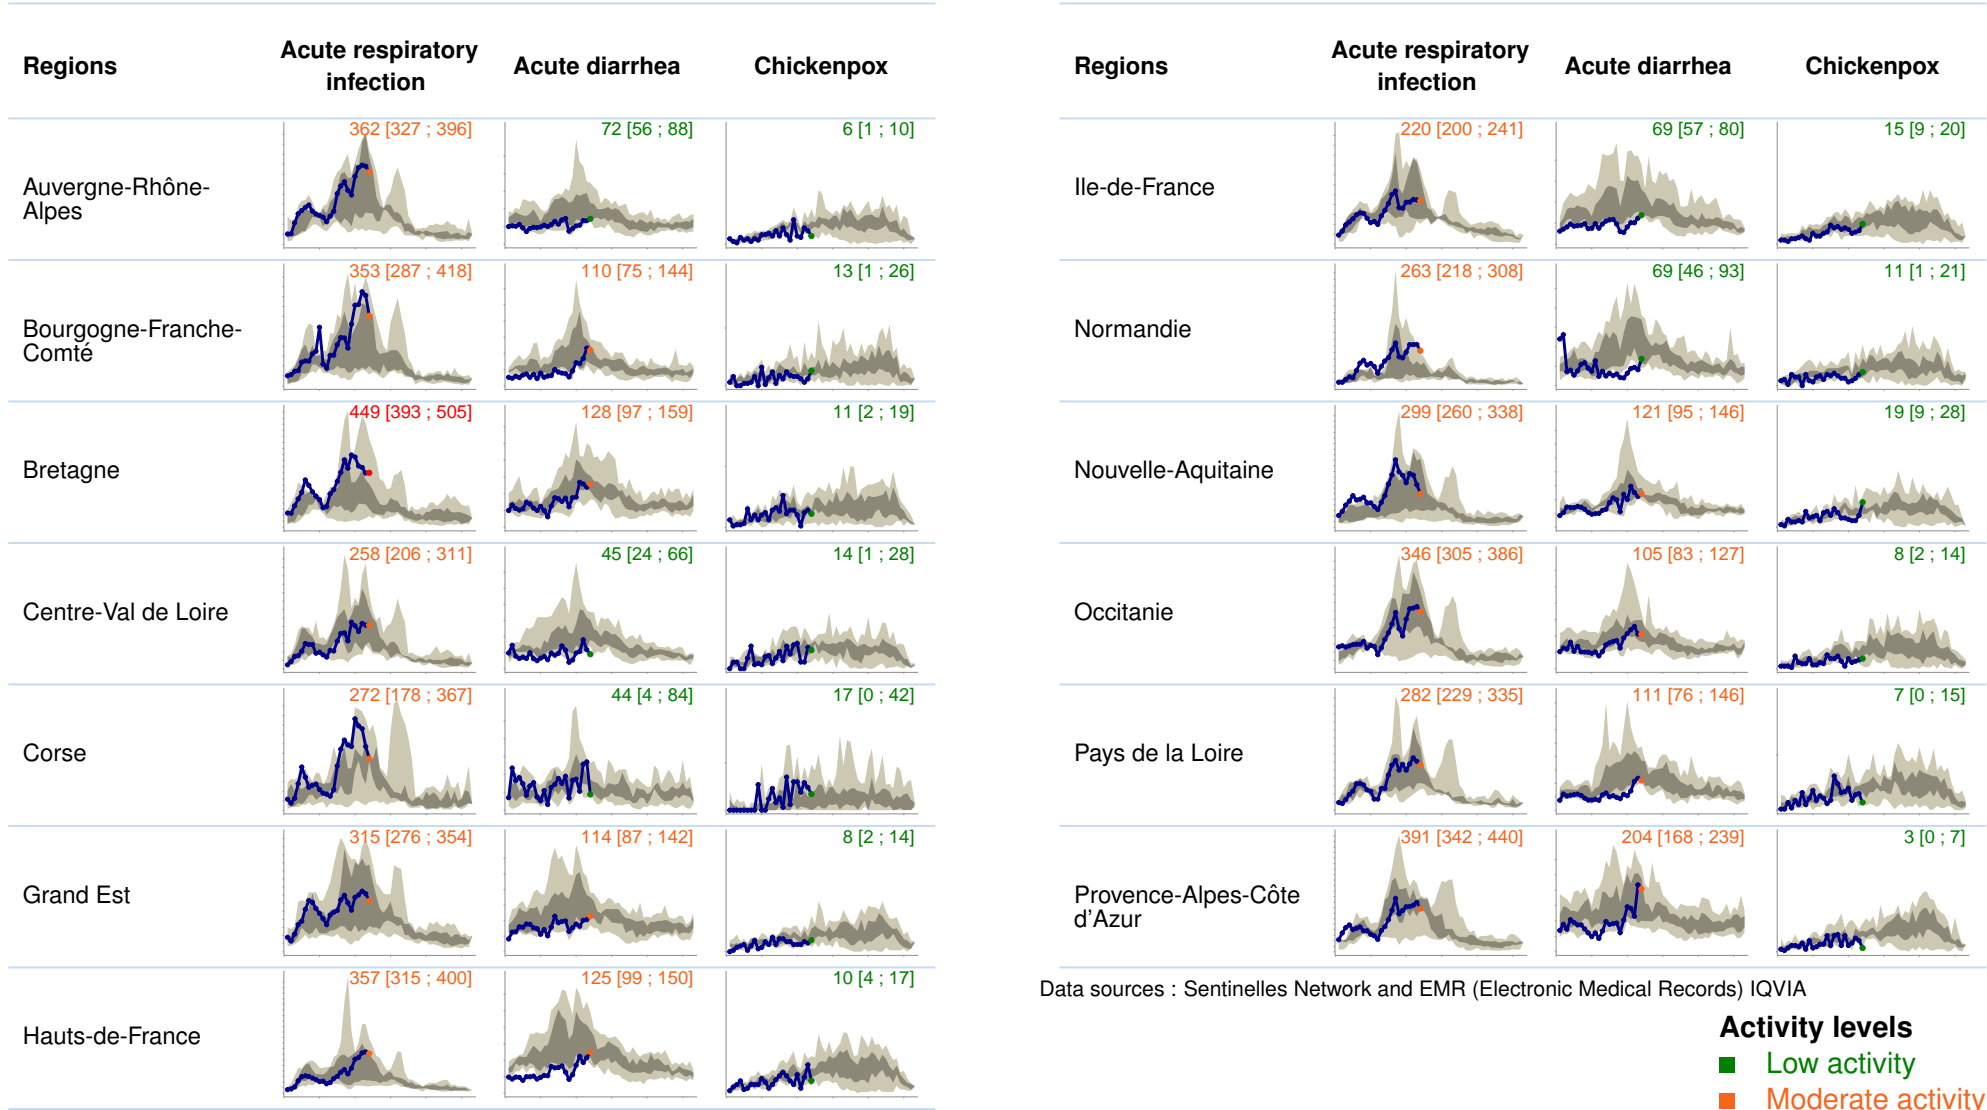 Regions
Acute respiratory
infection
Acute diarrhea
Chickenpox
Auvergne-Rhône-
Alpes
362 [327 ; 396]
72 [56 ; 88]
6 [1 ; 10]
Bourgogne-Franche-
Comté
353 [287 ; 418]
110 [75 ; 144]
13 [1 ; 26]
Bretagne
449 [393 ; 505]
128 [97 ; 159]
11 [2 ; 19]
Centre-Val de Loire
258 [206 ; 311]
45 [24 ; 66]
14 [1 ; 28]
Corse
272 [178 ; 367]
44 [4 ; 84]
17 [0 ; 42]
Grand Est
315 [276 ; 354]
114 [87 ; 142]
8 [2 ; 14]
Hauts-de-France
357 [315 ; 400]
125 [99 ; 150]
10 [4 ; 17]
Regions
Acute respiratory
infection
Acute diarrhea
Chickenpox
Ile-de-France
220 [200 ; 241]
69 [57 ; 80]
15 [9 ; 20]
Normandie
263 [218 ; 308]
69 [46 ; 93]
11 [1 ; 21]
Nouvelle-Aquitaine
299 [260 ; 338]
121 [95 ; 146]
19 [9 ; 28]
Occitanie
346 [305 ; 386]
105 [83 ; 127]
8 [2 ; 14]
Pays de la Loire
282 [229 ; 335]
111 [76 ; 146]
7 [0 ; 15]
Provence-Alpes-Côte
d'Azur
391 [342 ; 440]
204 [168 ; 239]
3 [0 ; 7]
Data sources : Sentinelles Network and EMR (Electronic Medical Records) IQVIA
Activity levels
Low activity
Moderate activity